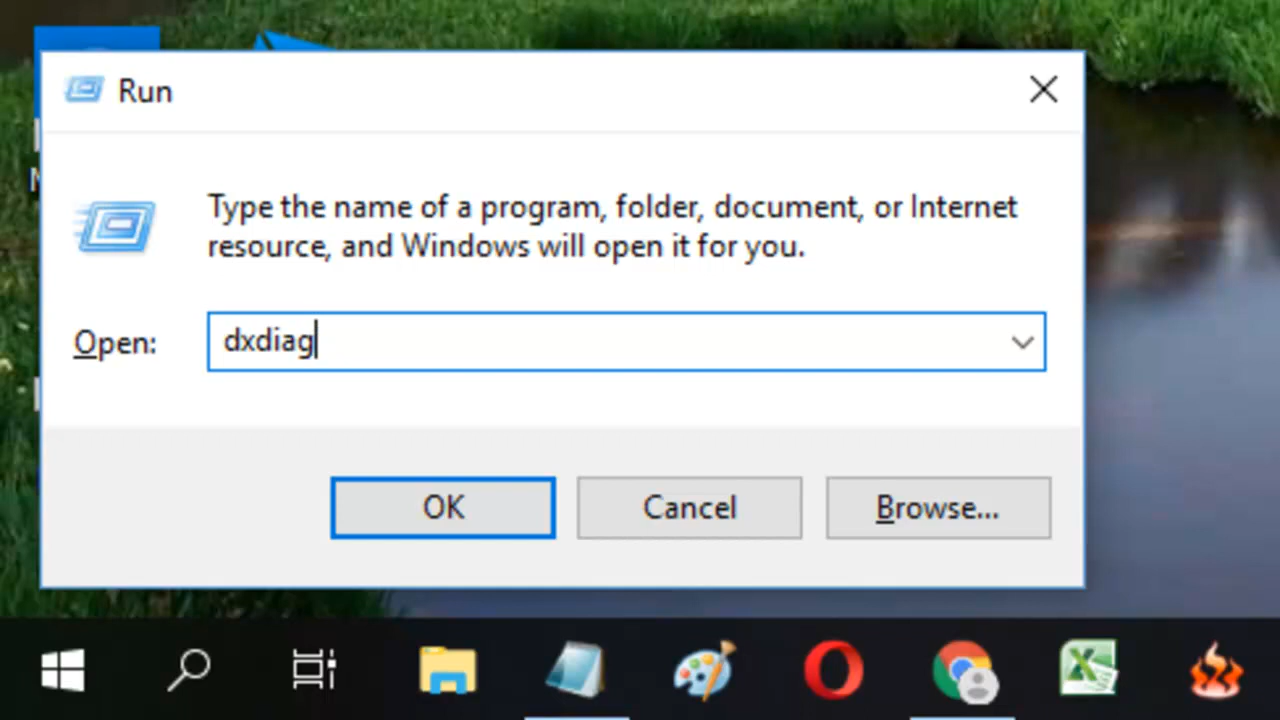 Run
Type the name of a program, folder, document, or Internet
resource, and Windows will open it for you.
Open: dxdiag
OK Cancel Browse...